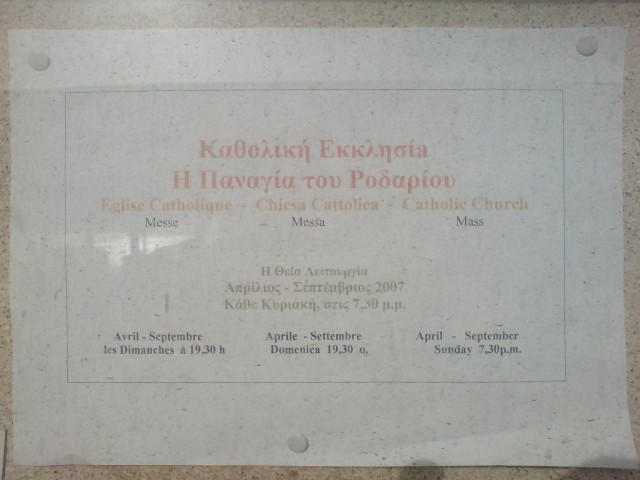 Καθολική Εκκλησία
Η Παναγία του Ροδαρίου
Eglise Catholique - Chiesa Cattolica - Catholic Church
Messe Messa Mass
Η Θεία Λειτουργία
Απρίλιος - Σέπτέμβριος 2007
Κάθε Κυριακή, στις 7,30 μ.μ.
Avril - Septembre Aprile - Settembre April - September
les Dimanches à 19,30 h Domenica 19,30 o. Sunday 7,30p.m.